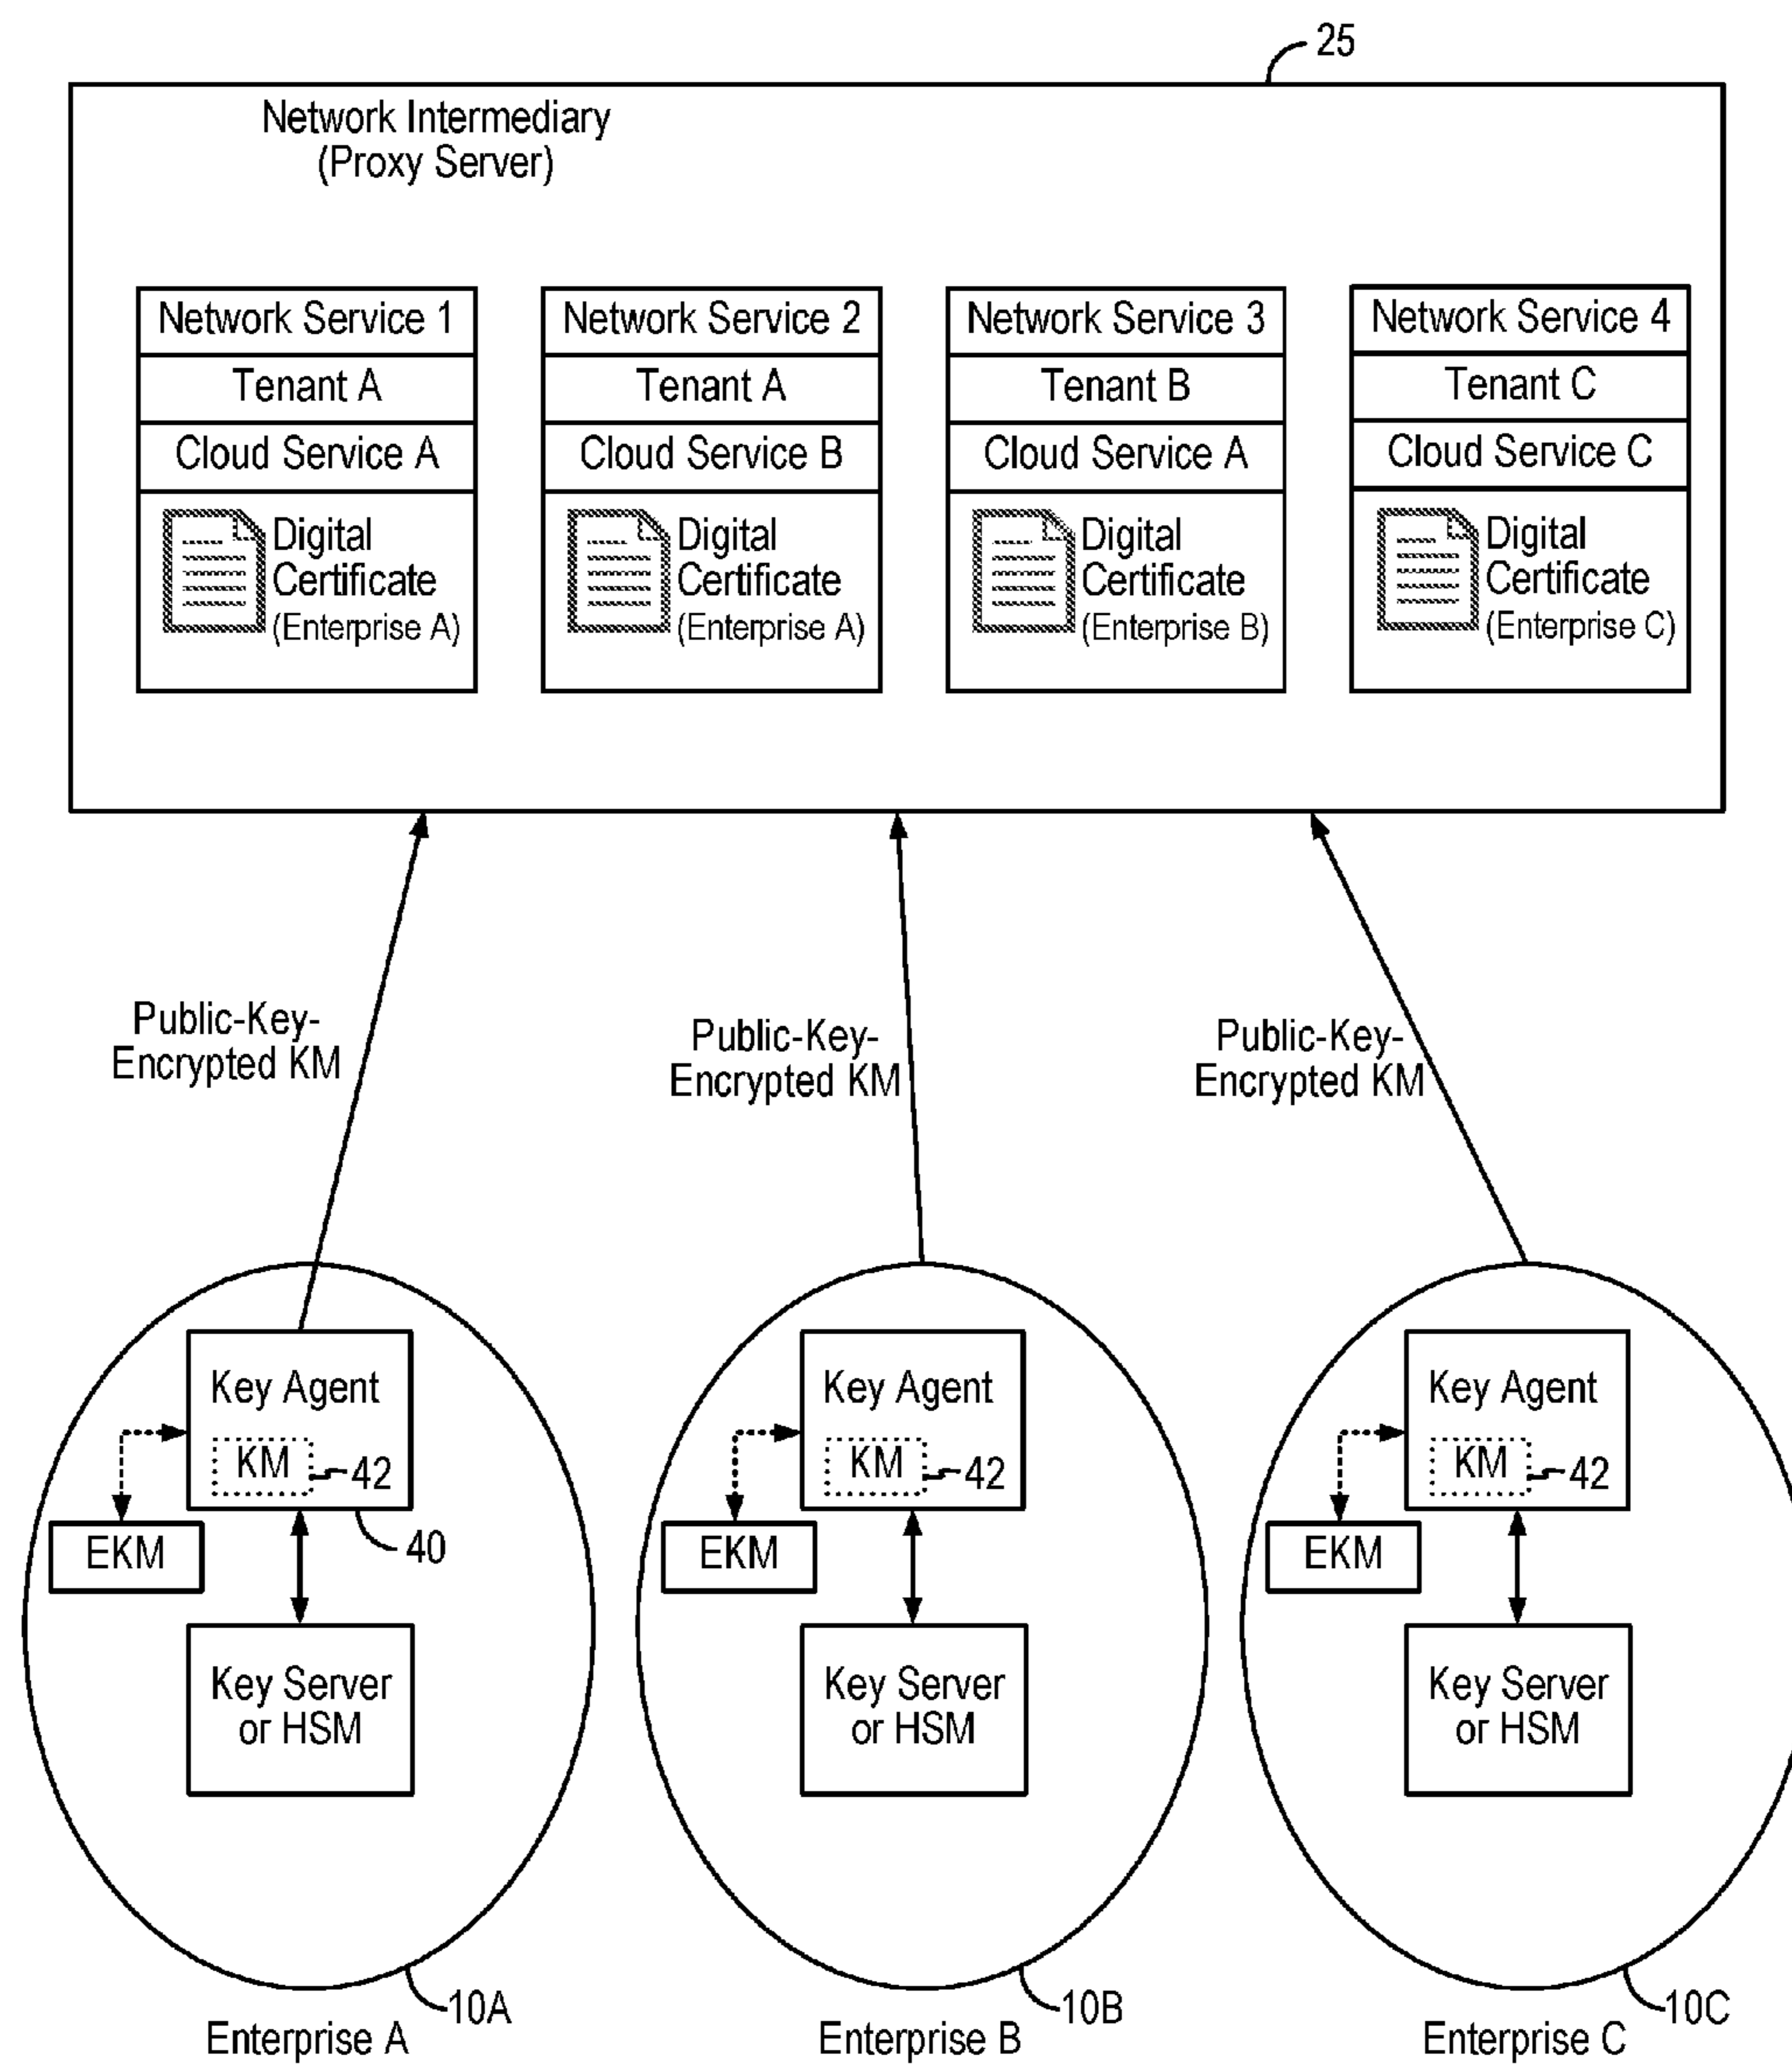 25
Network Intermediary
(Proxy Server)
Network Service 1
Tenant A
Cloud Service A
Digital
Certificate
(Enterprise A)
Network Service 2
Tenant A
Cloud Service B
Digital
Certificate
(Enterprise A)
Network Service 3
Tenant B
Cloud Service A
Digital
Certificate
(Enterprise B)
Network Service 4
Tenant C
Cloud Service C
Digital
Certificate
(Enterprise C)
Public-Key-
Encrypted KM
Public-Key-
Encrypted KM
Public-Key-
Encrypted KM
Key Agent
KM
42
EKM
40
Key Server
or HSM
10A
Enterprise A
Key Agent
KM
42
EKM
Key Server
or HSM
10B
Enterprise B
Key Agent
KM
42
EKM
Key Server
or HSM
10C
Enterprise C